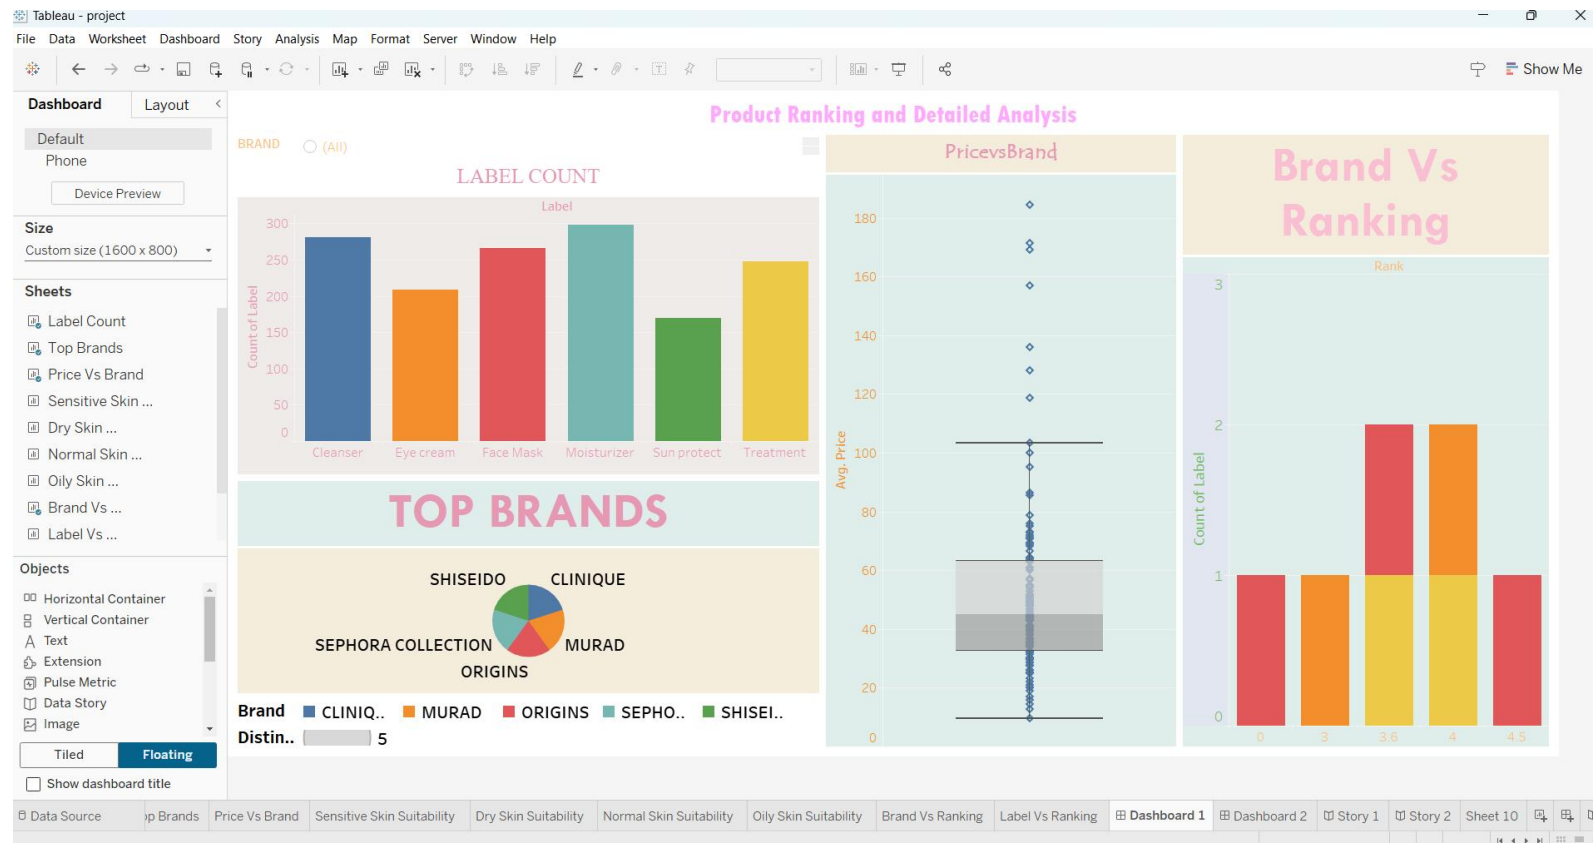 Tableau - project
File Data Worksheet Dashboard Story Analysis Map Format Server Window Help
Show Me
Dashboard Layout
Default
Phone
Device Preview
Size
Custom size (1600 x 800)
Sheets
Label Count
Top Brands
Price Vs Brand
Sensitive Skin ...
Dry Skin ...
Normal Skin ...
Oily Skin ...
Brand Vs ...
Label Vs ...
Objects
Horizontal Container
Vertical Container
Text
Extension
Pulse Metric
Data Story
Image
Tiled Floating
Show dashboard title
Product Ranking and Detailed Analysis
BRAND (All)
LABEL COUNT
Label
Count of Label
300
250
200
150
100
50
0
Cleanser Eye cream Face Mask Moisturizer Sun protect Treatment
TOP BRANDS
SHISEIDO CLINIQUE
SEPHORA COLLECTION MURAD
ORIGINS
Brand CLINIQ.. MURAD ORIGINS SEPHO.. SHISEI..
Distin.. 5
PricevsBrand
Avg. Price
180
160
140
120
100
80
60
40
20
0
Brand Vs
Ranking
Rank
Count of Label
3
2
1
0
0 3 3.6 4 4.5
Data Source op Brands Price Vs Brand Sensitive Skin Suitability Dry Skin Suitability Normal Skin Suitability Oily Skin Suitability Brand Vs Ranking Label Vs Ranking Dashboard 1 Dashboard 2 Story 1 Story 2 Sheet 10